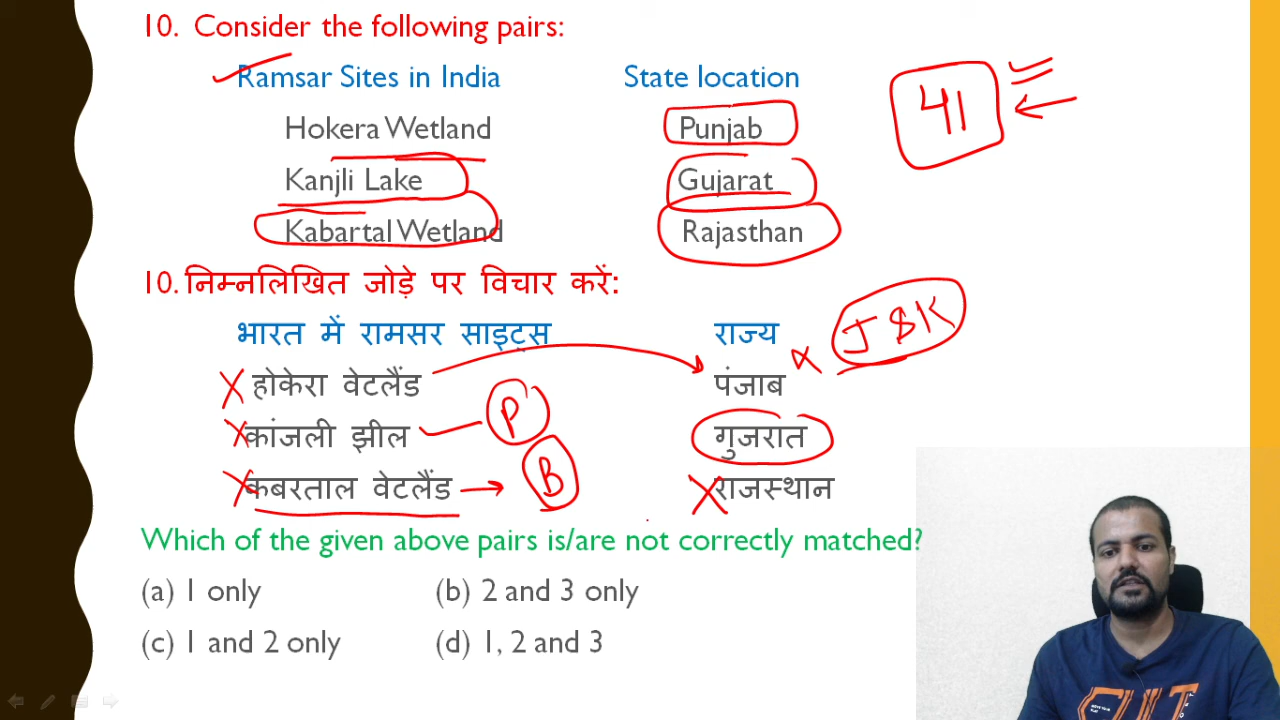 10. Consider the following pairs:
Ramsar Sites in India State location
Hokera Wetland Punjab
Kanjli Lake Gujarat
Kabartal Wetland Rajasthan
41
10. निम्नलिखित जोड़े पर विचार करें:
भारत में रामसर साइट्स राज्य
J&K
होकेरा वेटलैंड पंजाब
कांजली झील P गुजरात
कबरताल वेटलैंड B राजस्थान
Which of the given above pairs is/are not correctly matched?
(a) 1 only (b) 2 and 3 only
(c) 1 and 2 only (d) 1, 2 and 3
CULT